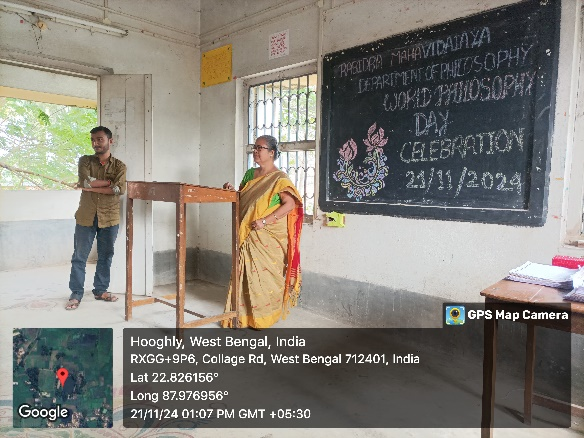 RASIDRA MAHAVIDALAYA
DEPARTMENT OF PHILOSOPHY
WORLD PHILOSOPHY
DAY
CELEBRATION
21/11/2024
GPS Map Camera
Hooghly, West Bengal, India
RXGG+9P6, Collage Rd, West Bengal 712401, India
Lat 22.826156°
Long 87.976956°
21/11/24 01:07 PM GMT +05:30
Google